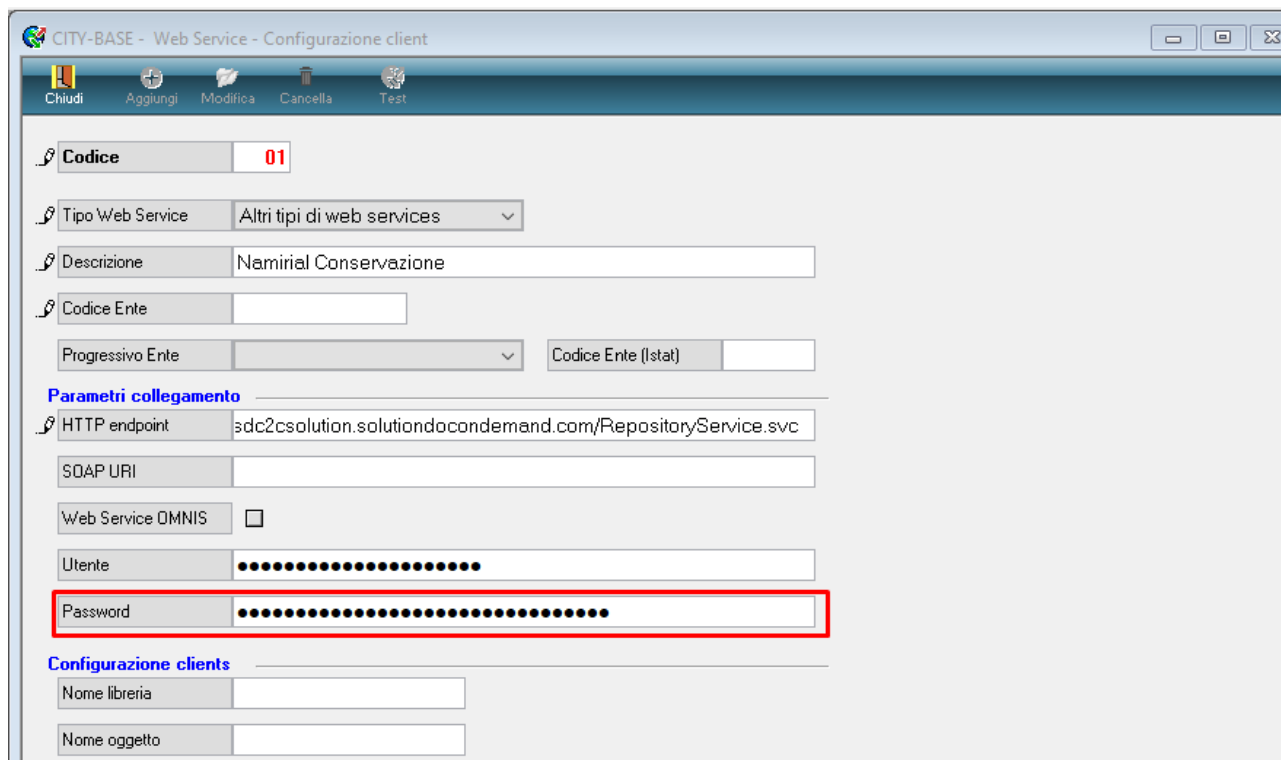 CITY-BASE - Web Service - Configurazione client
Chiudi Aggiungi Modifica Cancella Test
Codice 01
Tipo Web Service Altri tipi di web services
Descrizione Namirial Conservazione
Codice Ente
Progressivo Ente Codice Ente (Istat)
Parametri collegamento
HTTP endpoint sdc2csolution.solutiondocondemand.com/RepositoryService.svc
SOAP URI
Web Service OMNIS
Utente ●●●●●●●●●●●●●●●●●●●●●
Password ●●●●●●●●●●●●●●●●●●●●●●●●●●●●●●●●
Configurazione clients
Nome libreria
Nome oggetto